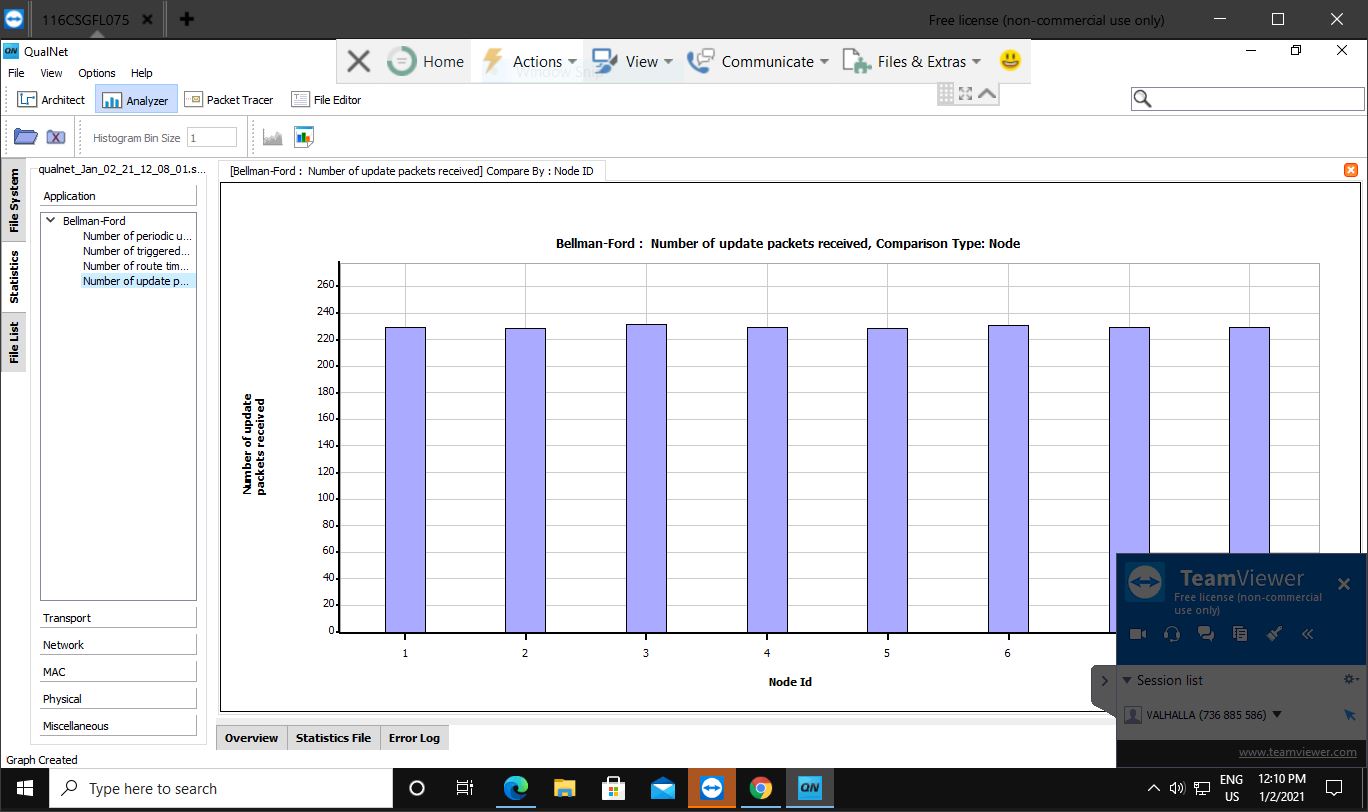 116CSGFL075
Free license (non-commercial use only)
QN QualNet
File View Options Help
Home Actions View Communicate Files & Extras
Architect Analyzer Packet Tracer File Editor
Histogram Bin Size 1
File System
Statistics
File List
qualnet_Jan_02_21_12_08_01.s...
Application
Bellman-Ford
Number of periodic u...
Number of triggered...
Number of route tim...
Number of update p...
Transport
Network
MAC
Physical
Miscellaneous
Graph Created
[Bellman-Ford : Number of update packets received] Compare By : Node ID
Bellman-Ford : Number of update packets received, Comparison Type: Node
Number of update
packets received
260
240
220
200
180
160
140
120
100
80
60
40
20
0
1 2 3 4 5 6
Node Id
Overview Statistics File Error Log
TeamViewer
Free license (non-commercial
use only)
Session list
VALHALLA (736 885 586)
www.teamviewer.com
Type here to search
QN
ENG
US
12:10 PM
1/2/2021